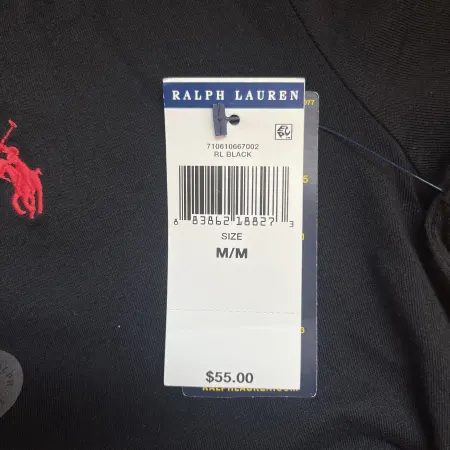 RALPH LAUREN
710610667002
RL BLACK
8 83862 18827 3
SIZE
M/M
$55.00